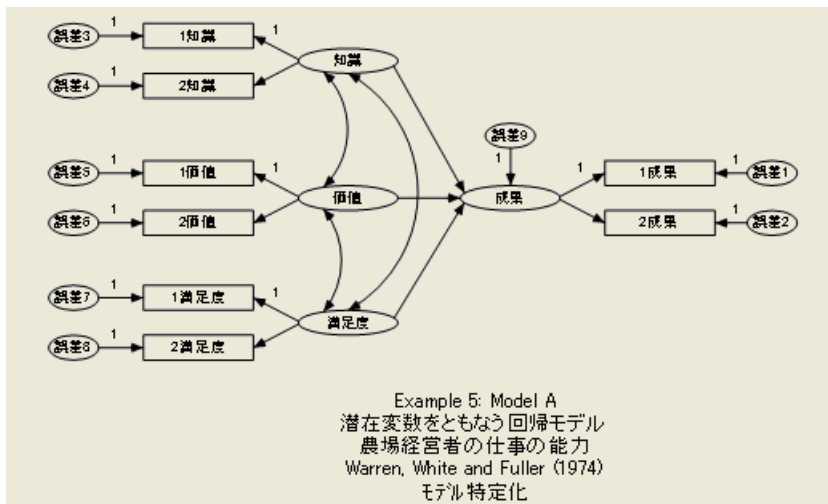 誤差3 1 1知識 1 知識
誤差4 1 2知識
誤差9
誤差5 1 1価値 1 価値 1 成果 1 1成果 1 誤差1
誤差6 1 2価値 2成果 1 誤差2
誤差7 1 1満足度 1 満足度
誤差8 1 2満足度
Example 5: Model A
潜在変数をともなう回帰モデル
農場経営者の仕事の能力
Warren, White and Fuller (1974)
モデル特定化